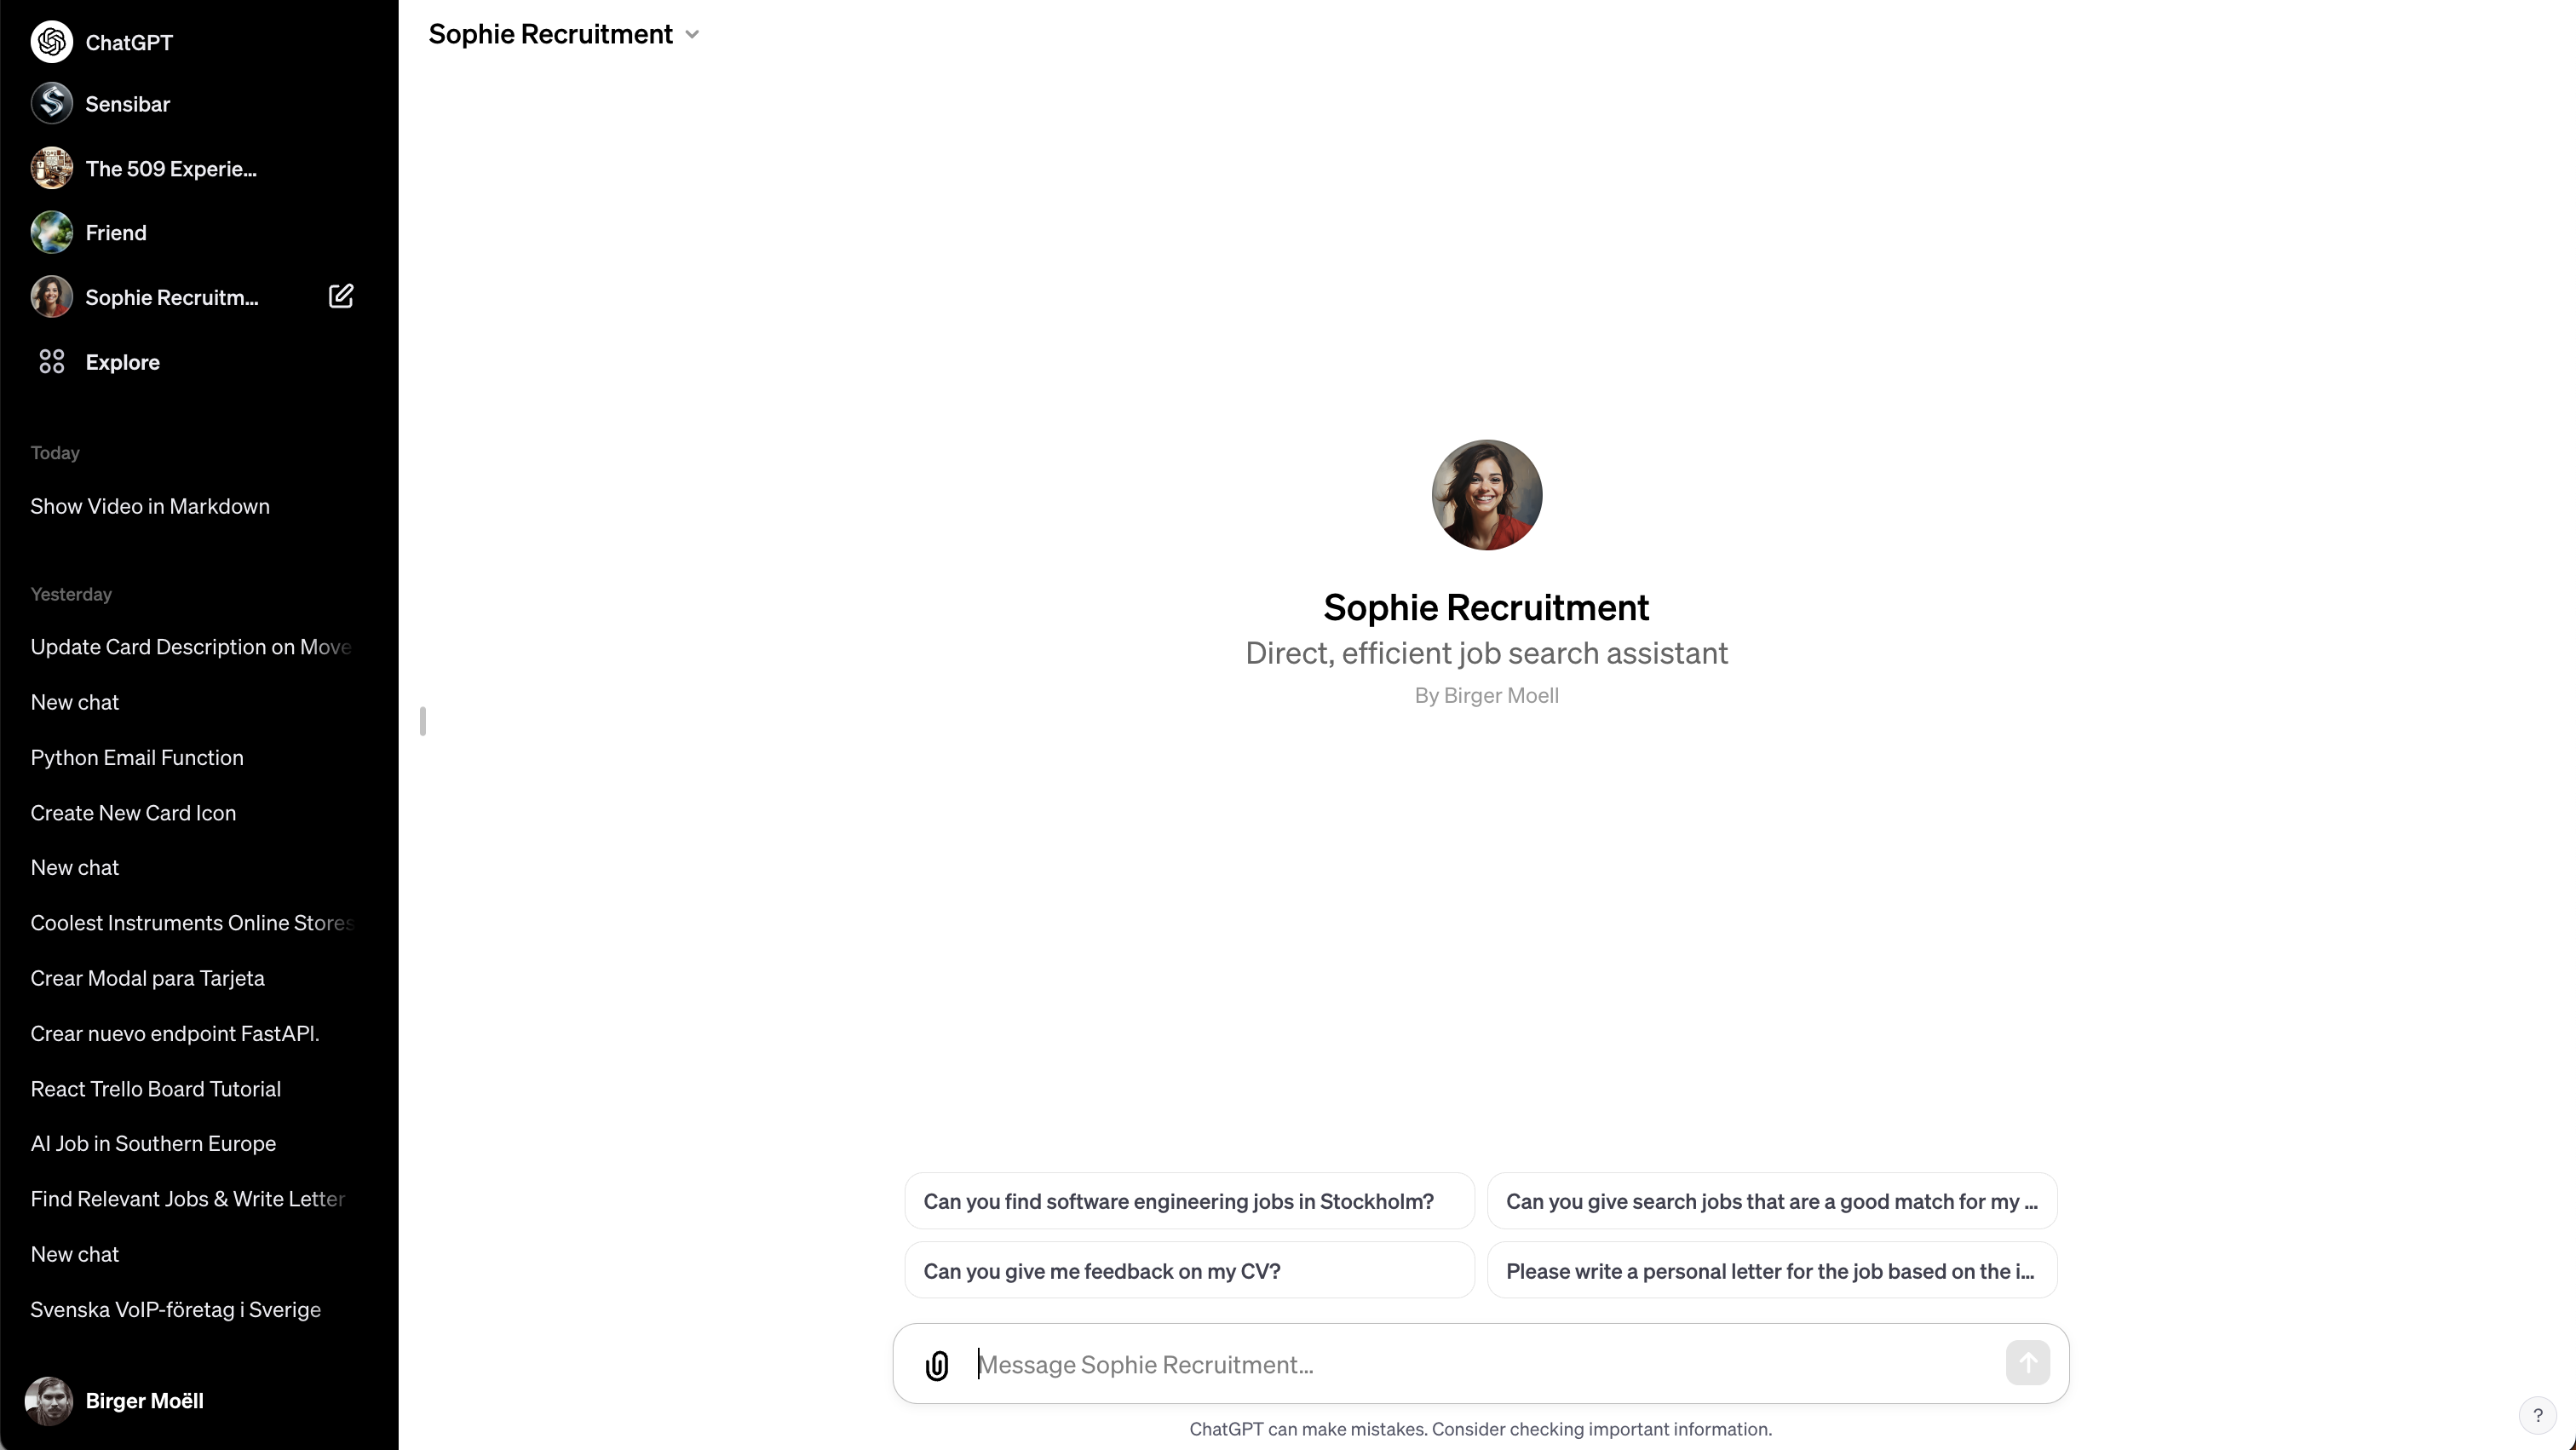 ChatGPT
Sensibar
The 509 Experie...
Friend
Sophie Recruitm...
Explore
Today
Show Video in Markdown
Yesterday
Update Card Description on Move
New chat
Python Email Function
Create New Card Icon
New chat
Coolest Instruments Online Stores
Crear Modal para Tarjeta
Crear nuevo endpoint FastAPI.
React Trello Board Tutorial
AI Job in Southern Europe
Find Relevant Jobs & Write Letter
New chat
Svenska VoIP-företag i Sverige
Birger Moëll
Sophie Recruitment
Sophie Recruitment
Direct, efficient job search assistant
By Birger Moell
Can you find software engineering jobs in Stockholm?
Can you give search jobs that are a good match for my ...
Can you give me feedback on my CV?
Please write a personal letter for the job based on the i...
Message Sophie Recruitment...
ChatGPT can make mistakes. Consider checking important information.
?